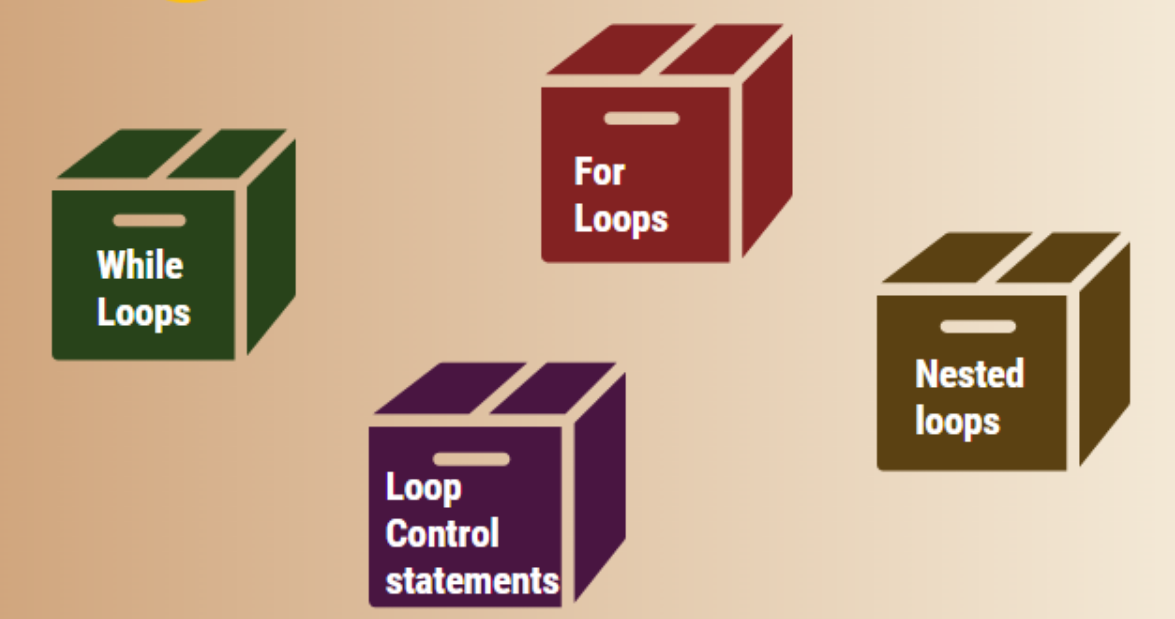 While
Loops
For
Loops
Loop
Control
statements
Nested
loops